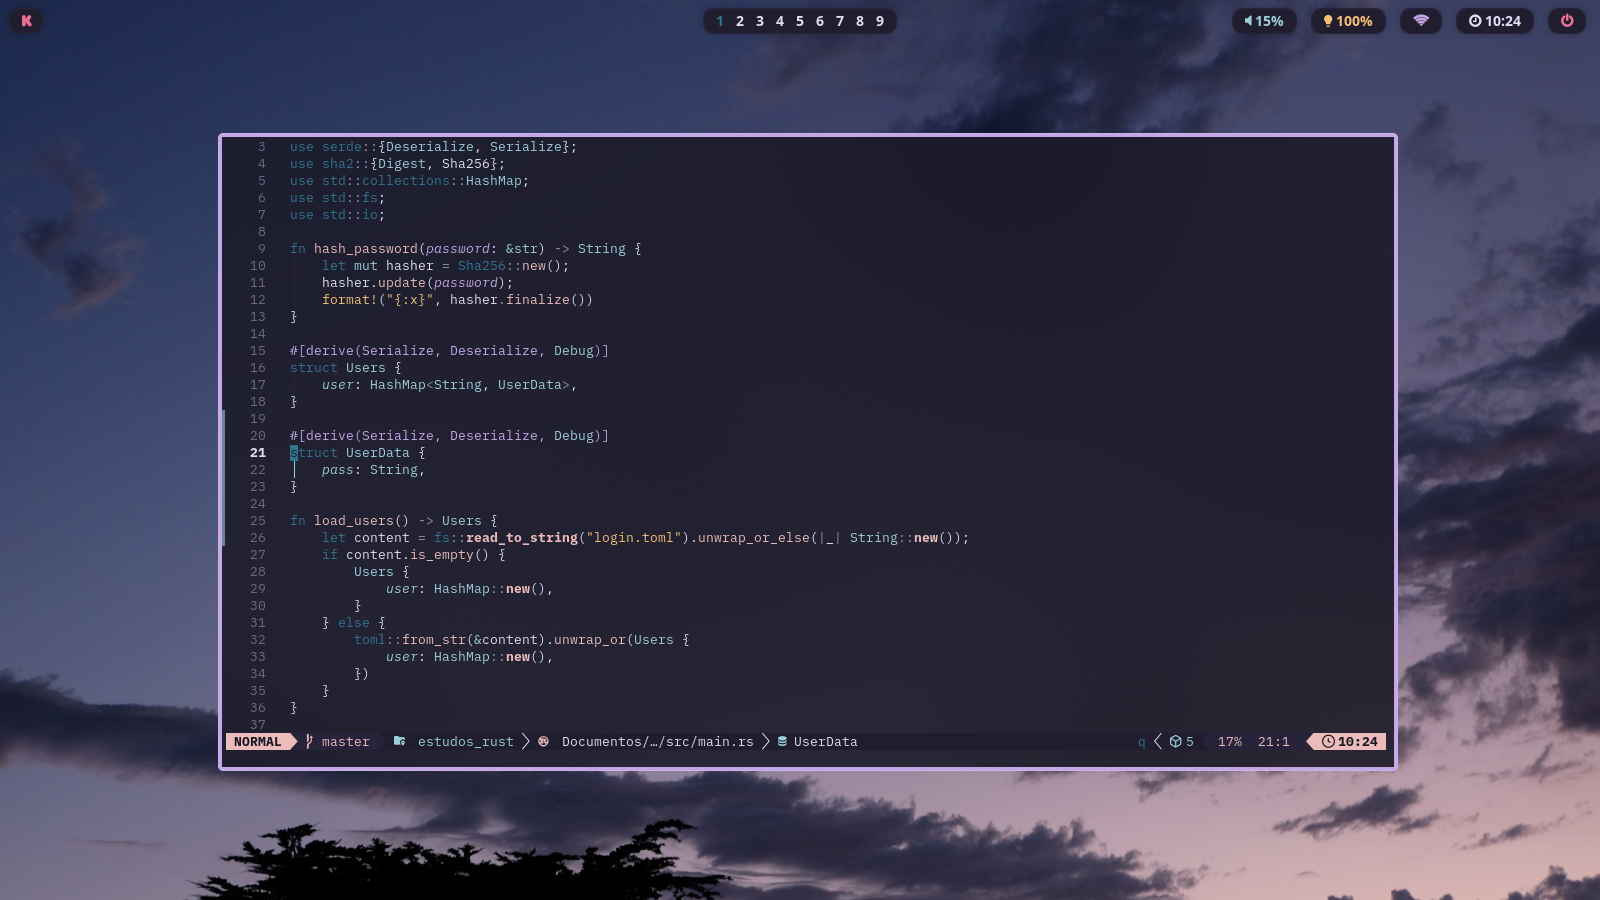 K
1 2 3 4 5 6 7 8 9
15%
100%
10:24
3 use serde::{Deserialize, Serialize};
4 use sha2::{Digest, Sha256};
5 use std::collections::HashMap;
6 use std::fs;
7 use std::io;
8
9 fn hash_password(password: &str) -> String {
10 let mut hasher = Sha256::new();
11 hasher.update(password);
12 format!("{:x}", hasher.finalize())
13 }
14
15 #[derive(Serialize, Deserialize, Debug)]
16 struct Users {
17 user: HashMap<String, UserData>,
18 }
19
20 #[derive(Serialize, Deserialize, Debug)]
21 struct UserData {
22 pass: String,
23 }
24
25 fn load_users() -> Users {
26 let content = fs::read_to_string("login.toml").unwrap_or_else(|_| String::new());
27 if content.is_empty() {
28 Users {
29 user: HashMap::new(),
30 }
31 } else {
32 toml::from_str(&content).unwrap_or(Users {
33 user: HashMap::new(),
34 })
35 }
36 }
37
NORMAL master estudos_rust Documentos/…/src/main.rs UserData q 5 17% 21:1 10:24